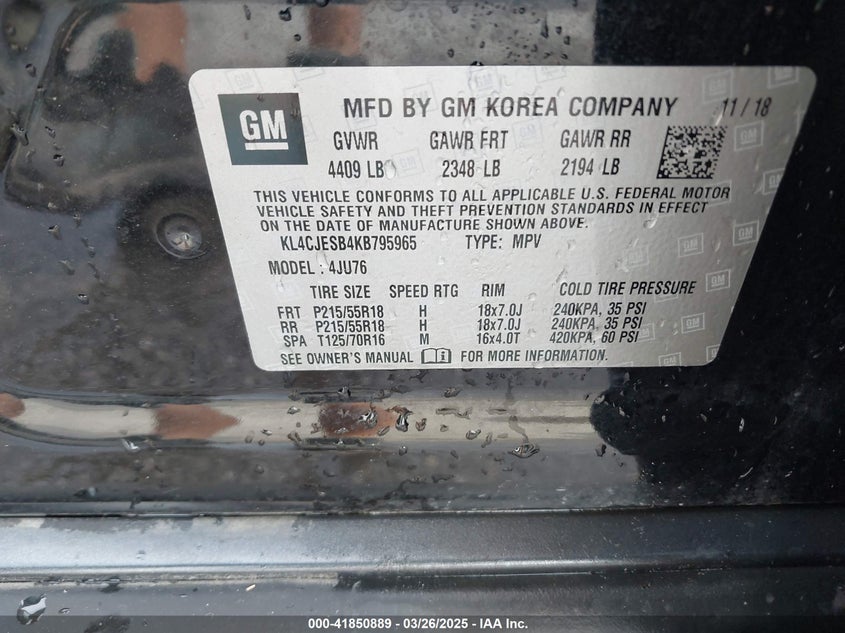 GM
MFD BY GM KOREA COMPANY 11/18
GVWR GAWR FRT GAWR RR
4409 LB 2348 LB 2194 LB
THIS VEHICLE CONFORMS TO ALL APPLICABLE U.S. FEDERAL MOTOR
VEHICLE SAFETY AND THEFT PREVENTION STANDARDS IN EFFECT
ON THE DATE OF MANUFACTURE SHOWN ABOVE.
KL4CJESB4KB795965 TYPE: MPV
MODEL : 4JU76
TIRE SIZE SPEED RTG RIM COLD TIRE PRESSURE
FRT P215/55R18 H 18x7.0J 240KPA, 35 PSI
RR P215/55R18 H 18x7.0J 240KPA, 35 PSI
SPA T125/70R16 M 16x4.0T 420KPA, 60 PSI
SEE OWNER'S MANUAL FOR MORE INFORMATION.
000-41850889 - 03/26/2025 - IAA Inc.